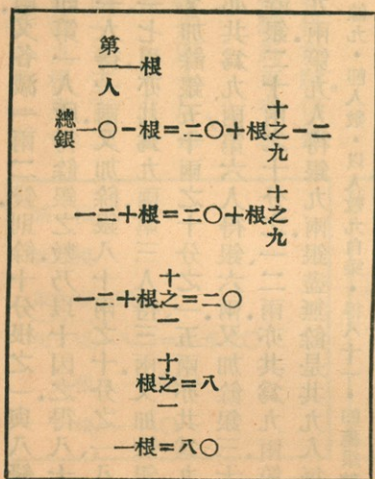 第一人 一根
總銀 一〇-根=二〇+根十之九-二
一二+根=二〇+根十之九
一二+根十之一=二〇
根十之一=八
一根=八〇